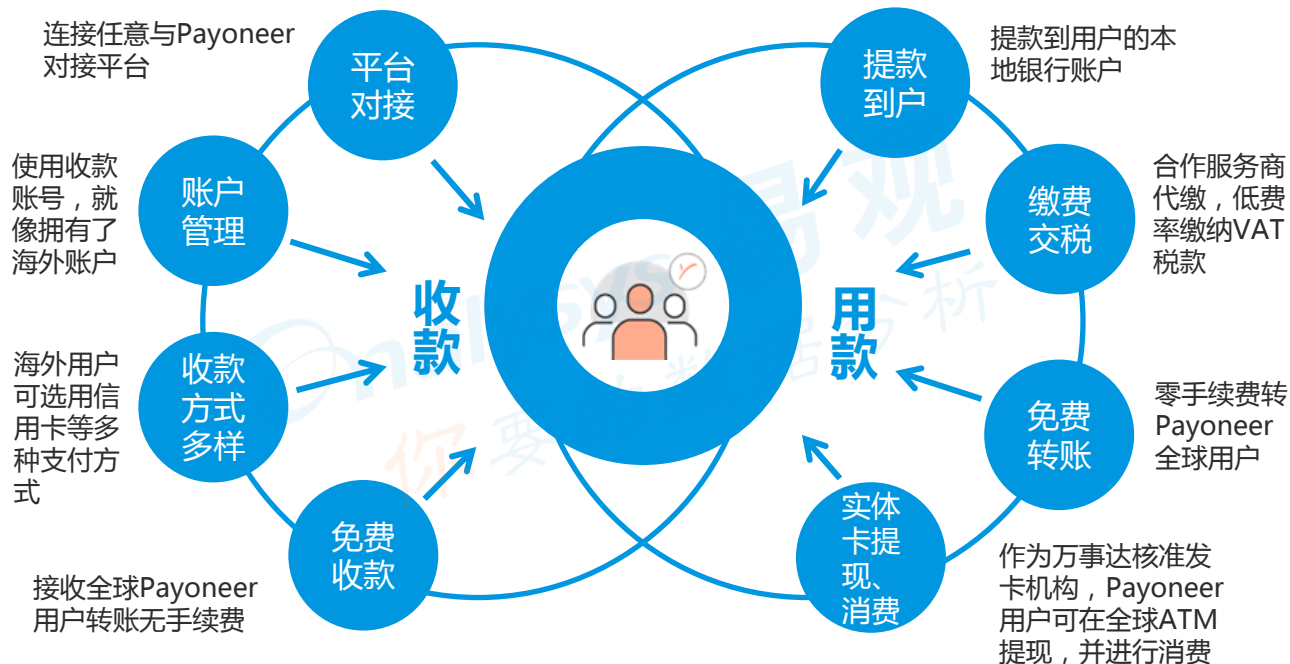 连接任意与Payoneer
对接平台
平台
对接
使用收款
账号，就
像拥有了
海外账户
账户
管理
海外用户
可选用信
用卡等多
种支付方
式
收款
方式
多样
接收全球Payoneer
用户转账无手续费
免费
收款
收
款
用
款
提款
到户
提款到用户的本
地银行账户
缴费
交税
合作服务商
代缴，低费
率缴纳VAT
税款
免费
转账
零手续费转
Payoneer
全球用户
实体
卡提
现、
消费
作为万事达核准发
卡机构，Payoneer
用户可在全球ATM
提现，并进行消费
易观
你要
分析